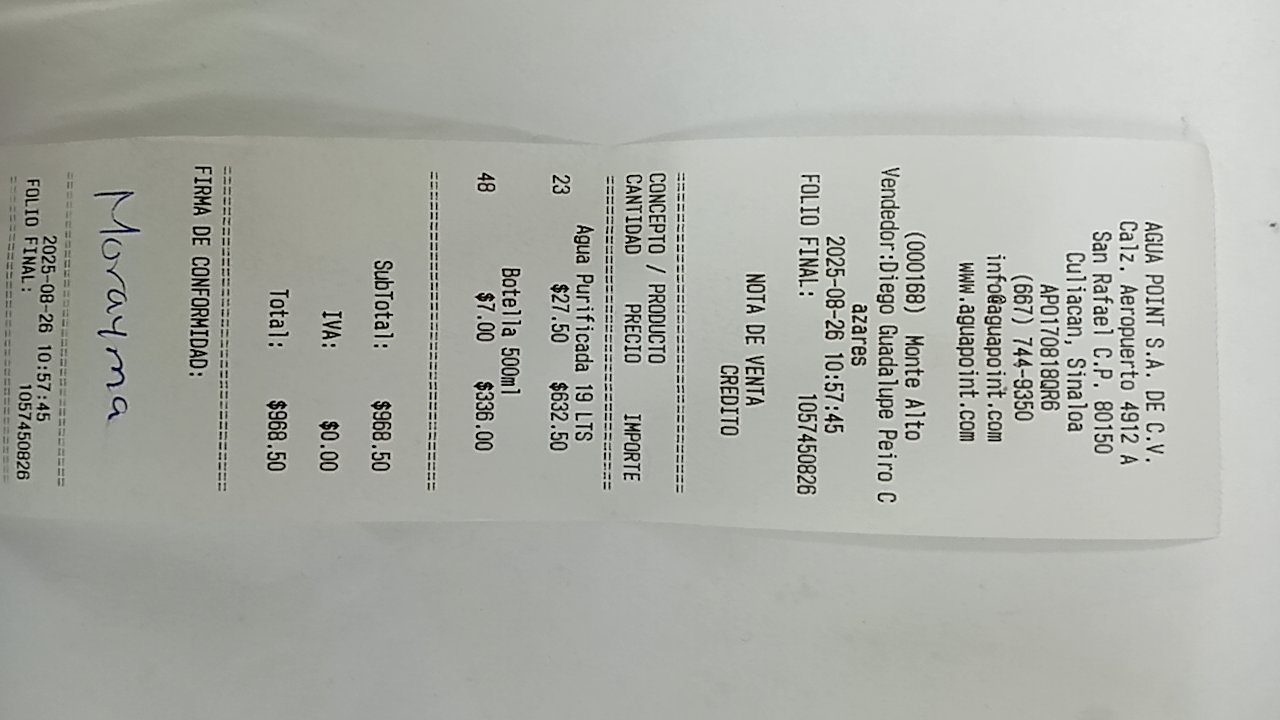 AGUA POINT S.A. DE C.V.
Calz. Aeropuerto 4912 A
San Rafael C.P. 80150
Culiacan, Sinaloa
APO170818QR6
(667) 744-9350
info@aguapoint.com
www.aguapoint.com
(000168) Monte Alto
Vendedor:Diego Guadalupe Peiro C
azares
2025-08-26 10:57:45
FOLIO FINAL: 1057450826
NOTA DE VENTA
CREDITO
================================
CONCEPTO / PRODUCTO
CANTIDAD PRECIO IMPORTE
================================
Agua Purificada 19 LTS
23 $27.50 $632.50
Botella 500ml
48 $7.00 $336.00
================================
SubTotal: $968.50
IVA: $0.00
Total: $968.50
================================
FIRMA DE CONFORMIDAD:
Morayma
================================
2025-08-26 10:57:45
FOLIO FINAL: 1057450826
================================